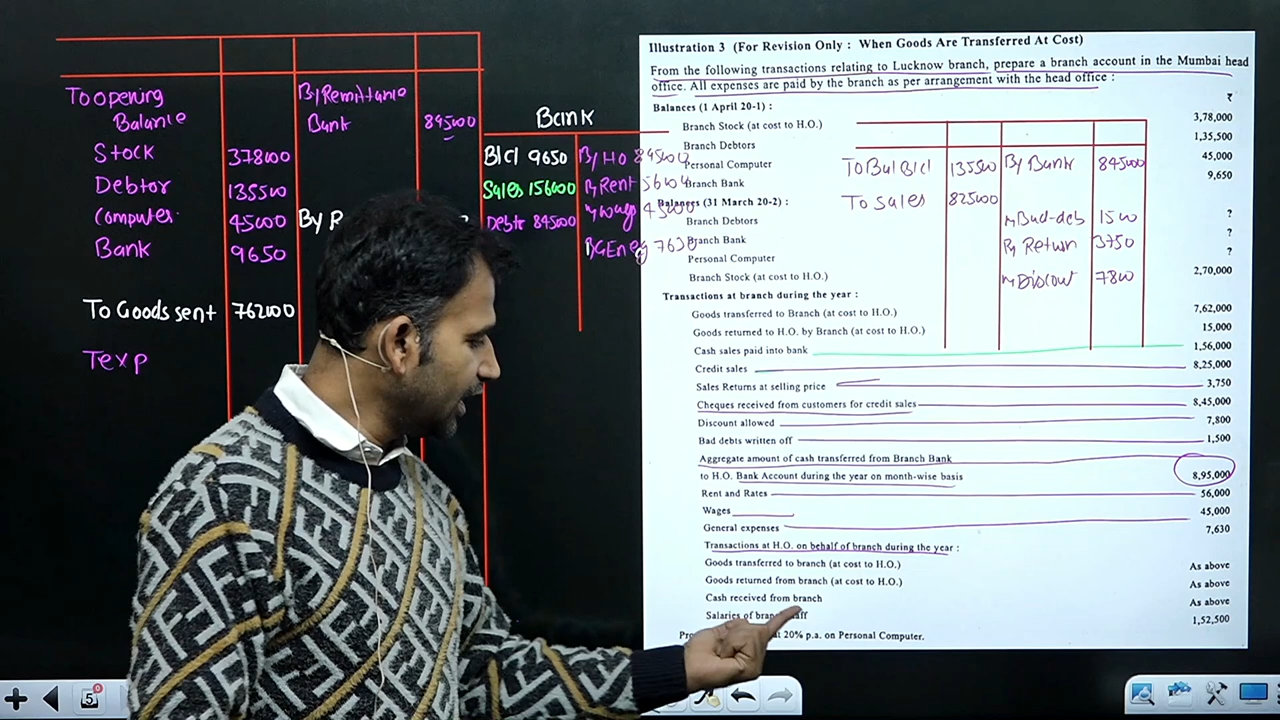 To opening
Balance
By Remittance
Bank 895000
Stock 378000
Debtor 135500
Computer 45000 By R
Bank 9650
To Goods sent 762000
Texp
Bank
B/Cl 9650 By Ho 895000
Sales 156000 By Rent 56000
Debtr 845000 By wages 45000
By GEney 7630
To Bal B/Cl 135500 By Bank 845000
To Sales 825000
By Bad-deb 1500
By Return 3750
By Discout 7800
Illustration 3 (For Revision Only : When Goods Are Transferred At Cost)
From the following transactions relating to Lucknow branch, prepare a branch account in the Mumbai head
office. All expenses are paid by the branch as per arrangement with the head office :
Balances (1 April 20-1) : ₹
Branch Stock (at cost to H.O.) 3,78,000
Branch Debtors 1,35,500
Personal Computer 45,000
Branch Bank 9,650
Balances (31 March 20-2) :
Branch Debtors ?
Branch Bank ?
Personal Computer ?
Branch Stock (at cost to H.O.) 2,70,000
Transactions at branch during the year :
Goods transferred to Branch (at cost to H.O.) 7,62,000
Goods returned to H.O. by Branch (at cost to H.O.) 15,000
Cash sales paid into bank 1,56,000
Credit sales 8,25,000
Sales Returns at selling price 3,750
Cheques received from customers for credit sales 8,45,000
Discount allowed 7,800
Bad debts written off 1,500
Aggregate amount of cash transferred from Branch Bank
to H.O. Bank Account during the year on month-wise basis 8,95,000
Rent and Rates 56,000
Wages 45,000
General expenses 7,630
Transactions at H.O. on behalf of branch during the year :
Goods transferred to branch (at cost to H.O.) As above
Goods returned from branch (at cost to H.O.) As above
Cash received from branch As above
Salaries of 1,52,500
at 20% p.a. on Personal Computer.
5